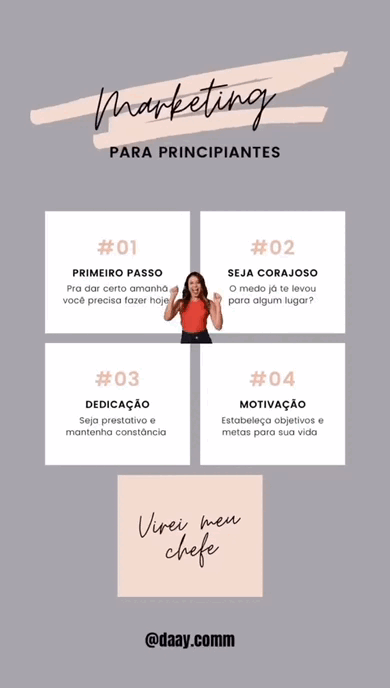 Marketing
PARA PRINCIPIANTES
#01
PRIMEIRO PASSO
Pra dar certo amanhã
você precisa fazer hoje
#02
SEJA CORAJOSO
O medo já te levou
para algum lugar?
#03
DEDICAÇÃO
Seja prestativo e
mantenha constância
#04
MOTIVAÇÃO
Estabeleça objetivos e
metas para sua vida
Virei meu
chefe
@daay.comm